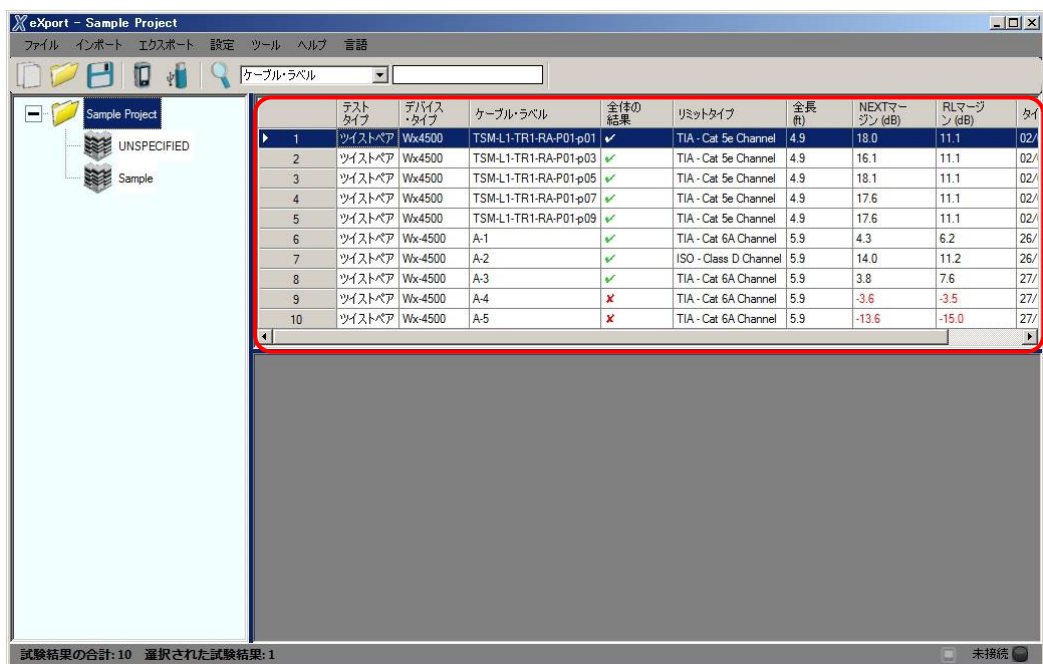 eXport - Sample Project
ファイル インポート エクスポート 設定 ツール ヘルプ 言語
ケーブル・ラベル
Sample Project
UNSPECIFIED
Sample
テストタイプ デバイス・タイプ ケーブル・ラベル 全体の結果 リミットタイプ 全長(ft) NEXTマージン (dB) RLマージン (dB) タイ
1 ツイストペア Wx4500 TSM-L1-TR1-RA-P01-p01 ✔ TIA - Cat 5e Channel 4.9 18.0 11.1 02/
2 ツイストペア Wx4500 TSM-L1-TR1-RA-P01-p03 ✔ TIA - Cat 5e Channel 4.9 16.1 11.1 02/
3 ツイストペア Wx4500 TSM-L1-TR1-RA-P01-p05 ✔ TIA - Cat 5e Channel 4.9 18.1 11.1 02/
4 ツイストペア Wx4500 TSM-L1-TR1-RA-P01-p07 ✔ TIA - Cat 5e Channel 4.9 17.6 11.1 02/
5 ツイストペア Wx4500 TSM-L1-TR1-RA-P01-p09 ✔ TIA - Cat 5e Channel 4.9 17.6 11.1 02/
6 ツイストペア Wx-4500 A-1 ✔ TIA - Cat 6A Channel 5.9 4.3 6.2 26/
7 ツイストペア Wx-4500 A-2 ✔ ISO - Class D Channel 5.9 14.0 11.2 26/
8 ツイストペア Wx-4500 A-3 ✔ TIA - Cat 6A Channel 5.9 3.8 7.6 27/
9 ツイストペア Wx-4500 A-4 ✘ TIA - Cat 6A Channel 5.9 -3.6 -3.5 27/
10 ツイストペア Wx-4500 A-5 ✘ TIA - Cat 6A Channel 5.9 -13.6 -15.0 27/
試験結果の合計: 10 選択された試験結果: 1
未接続